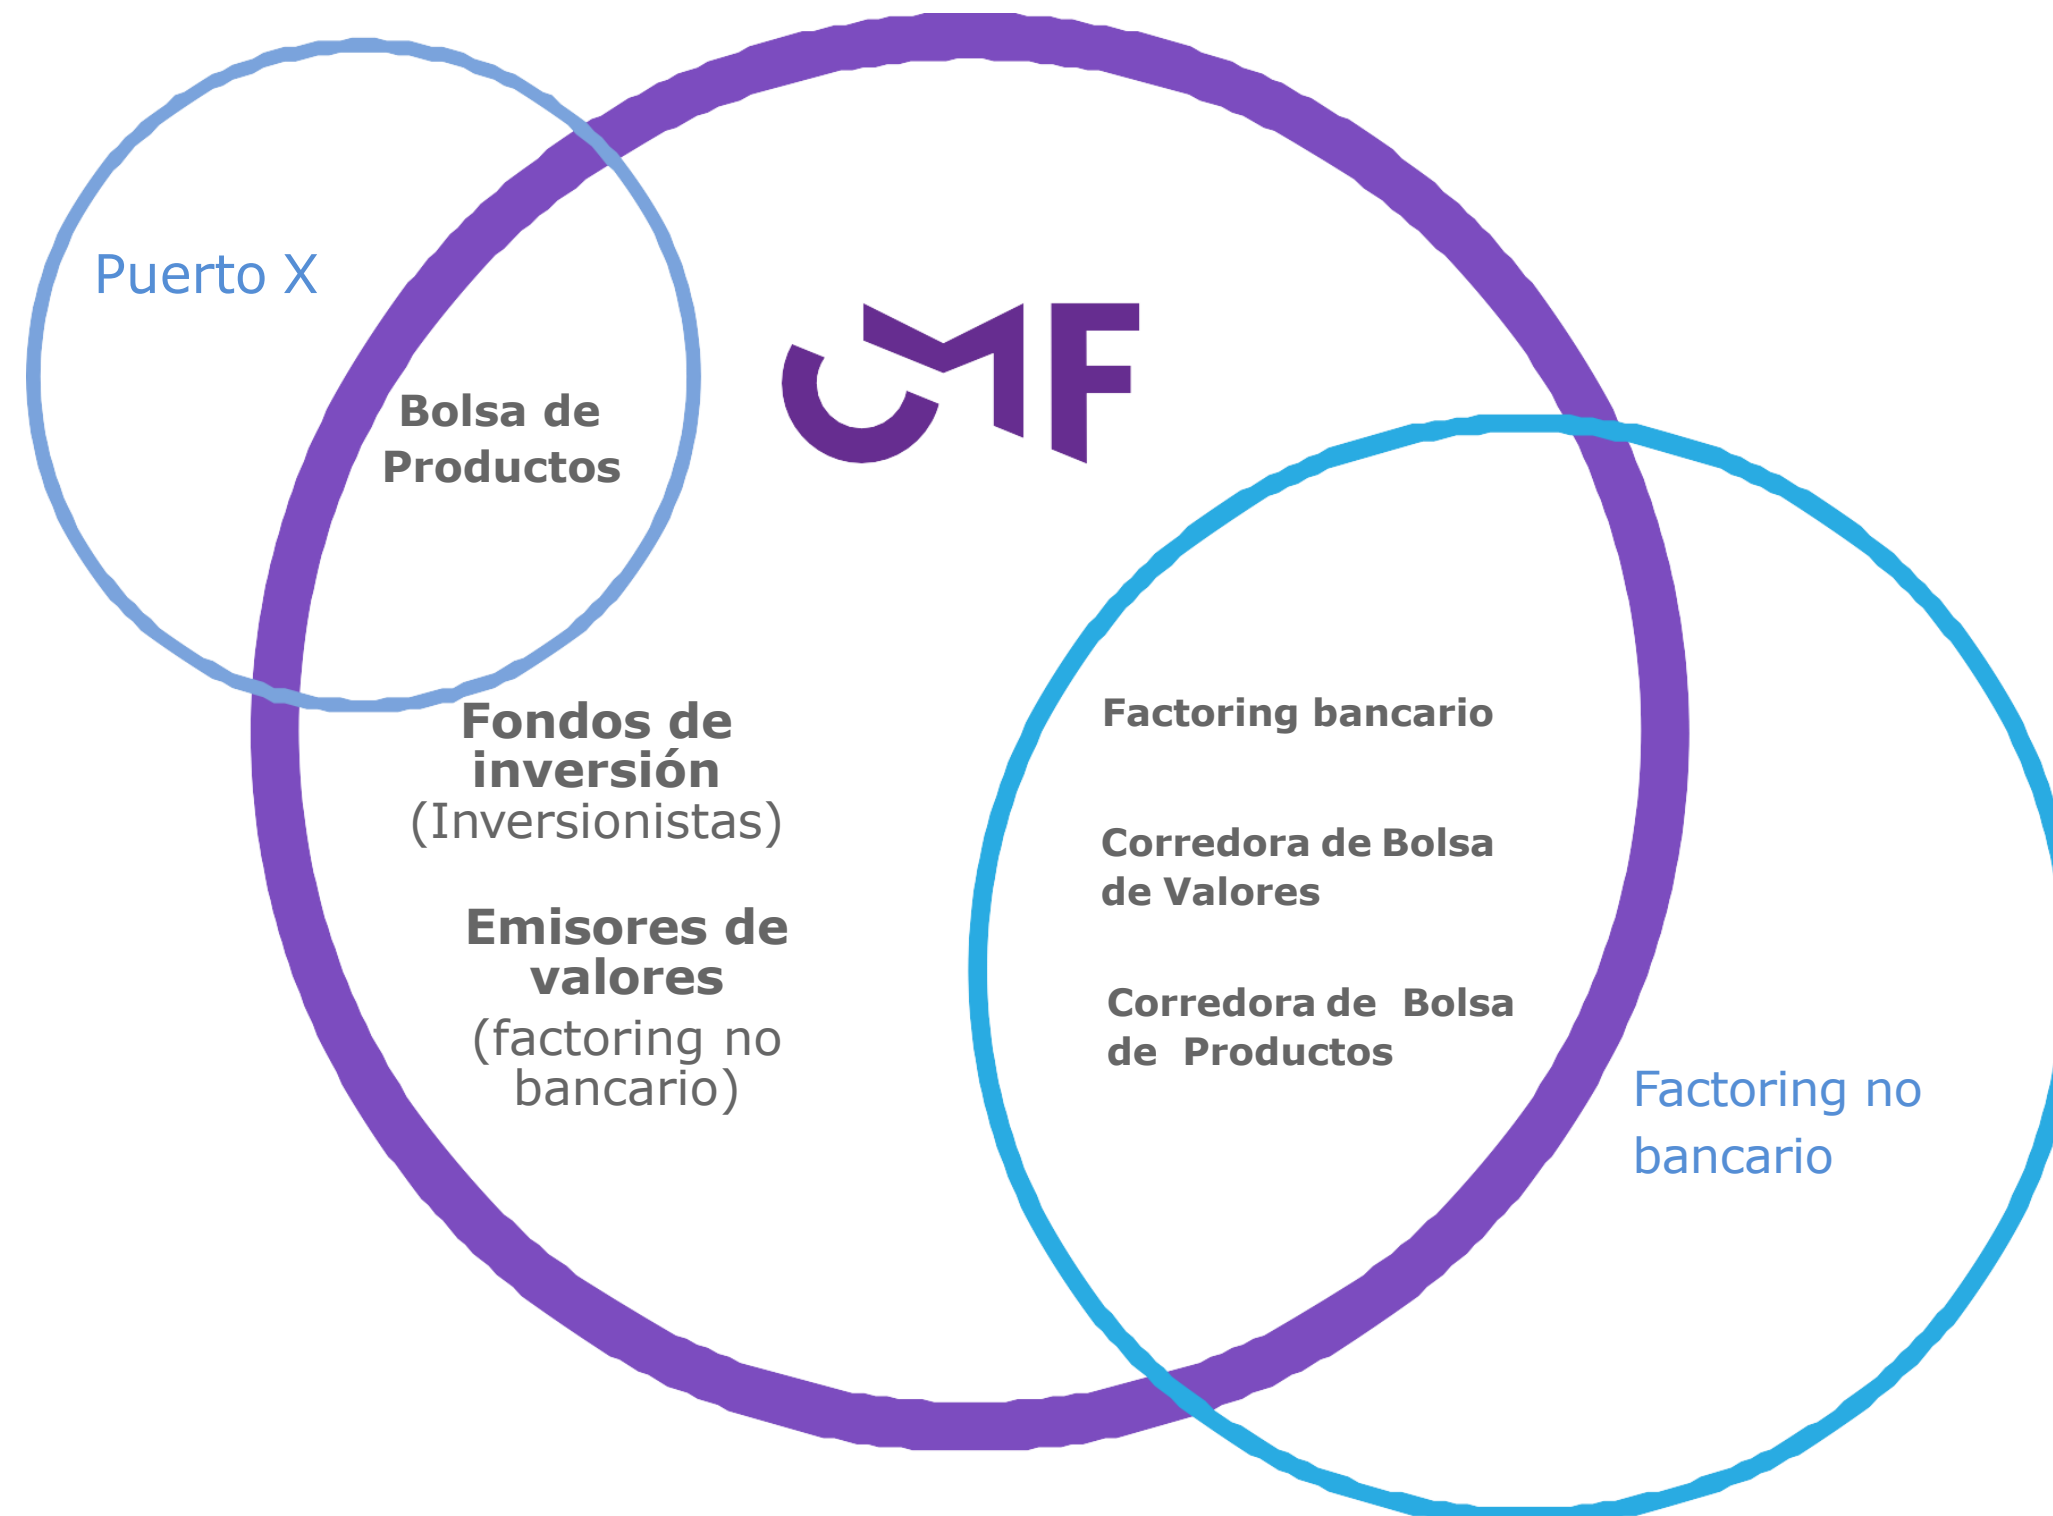 Puerto X
CMF
Bolsa de
Productos
Fondos de
inversión
(Inversionistas)
Emisores de
valores
(factoring no
bancario)
Factoring bancario
Corredora de Bolsa
de Valores
Corredora de  Bolsa
de  Productos
Factoring no
bancario